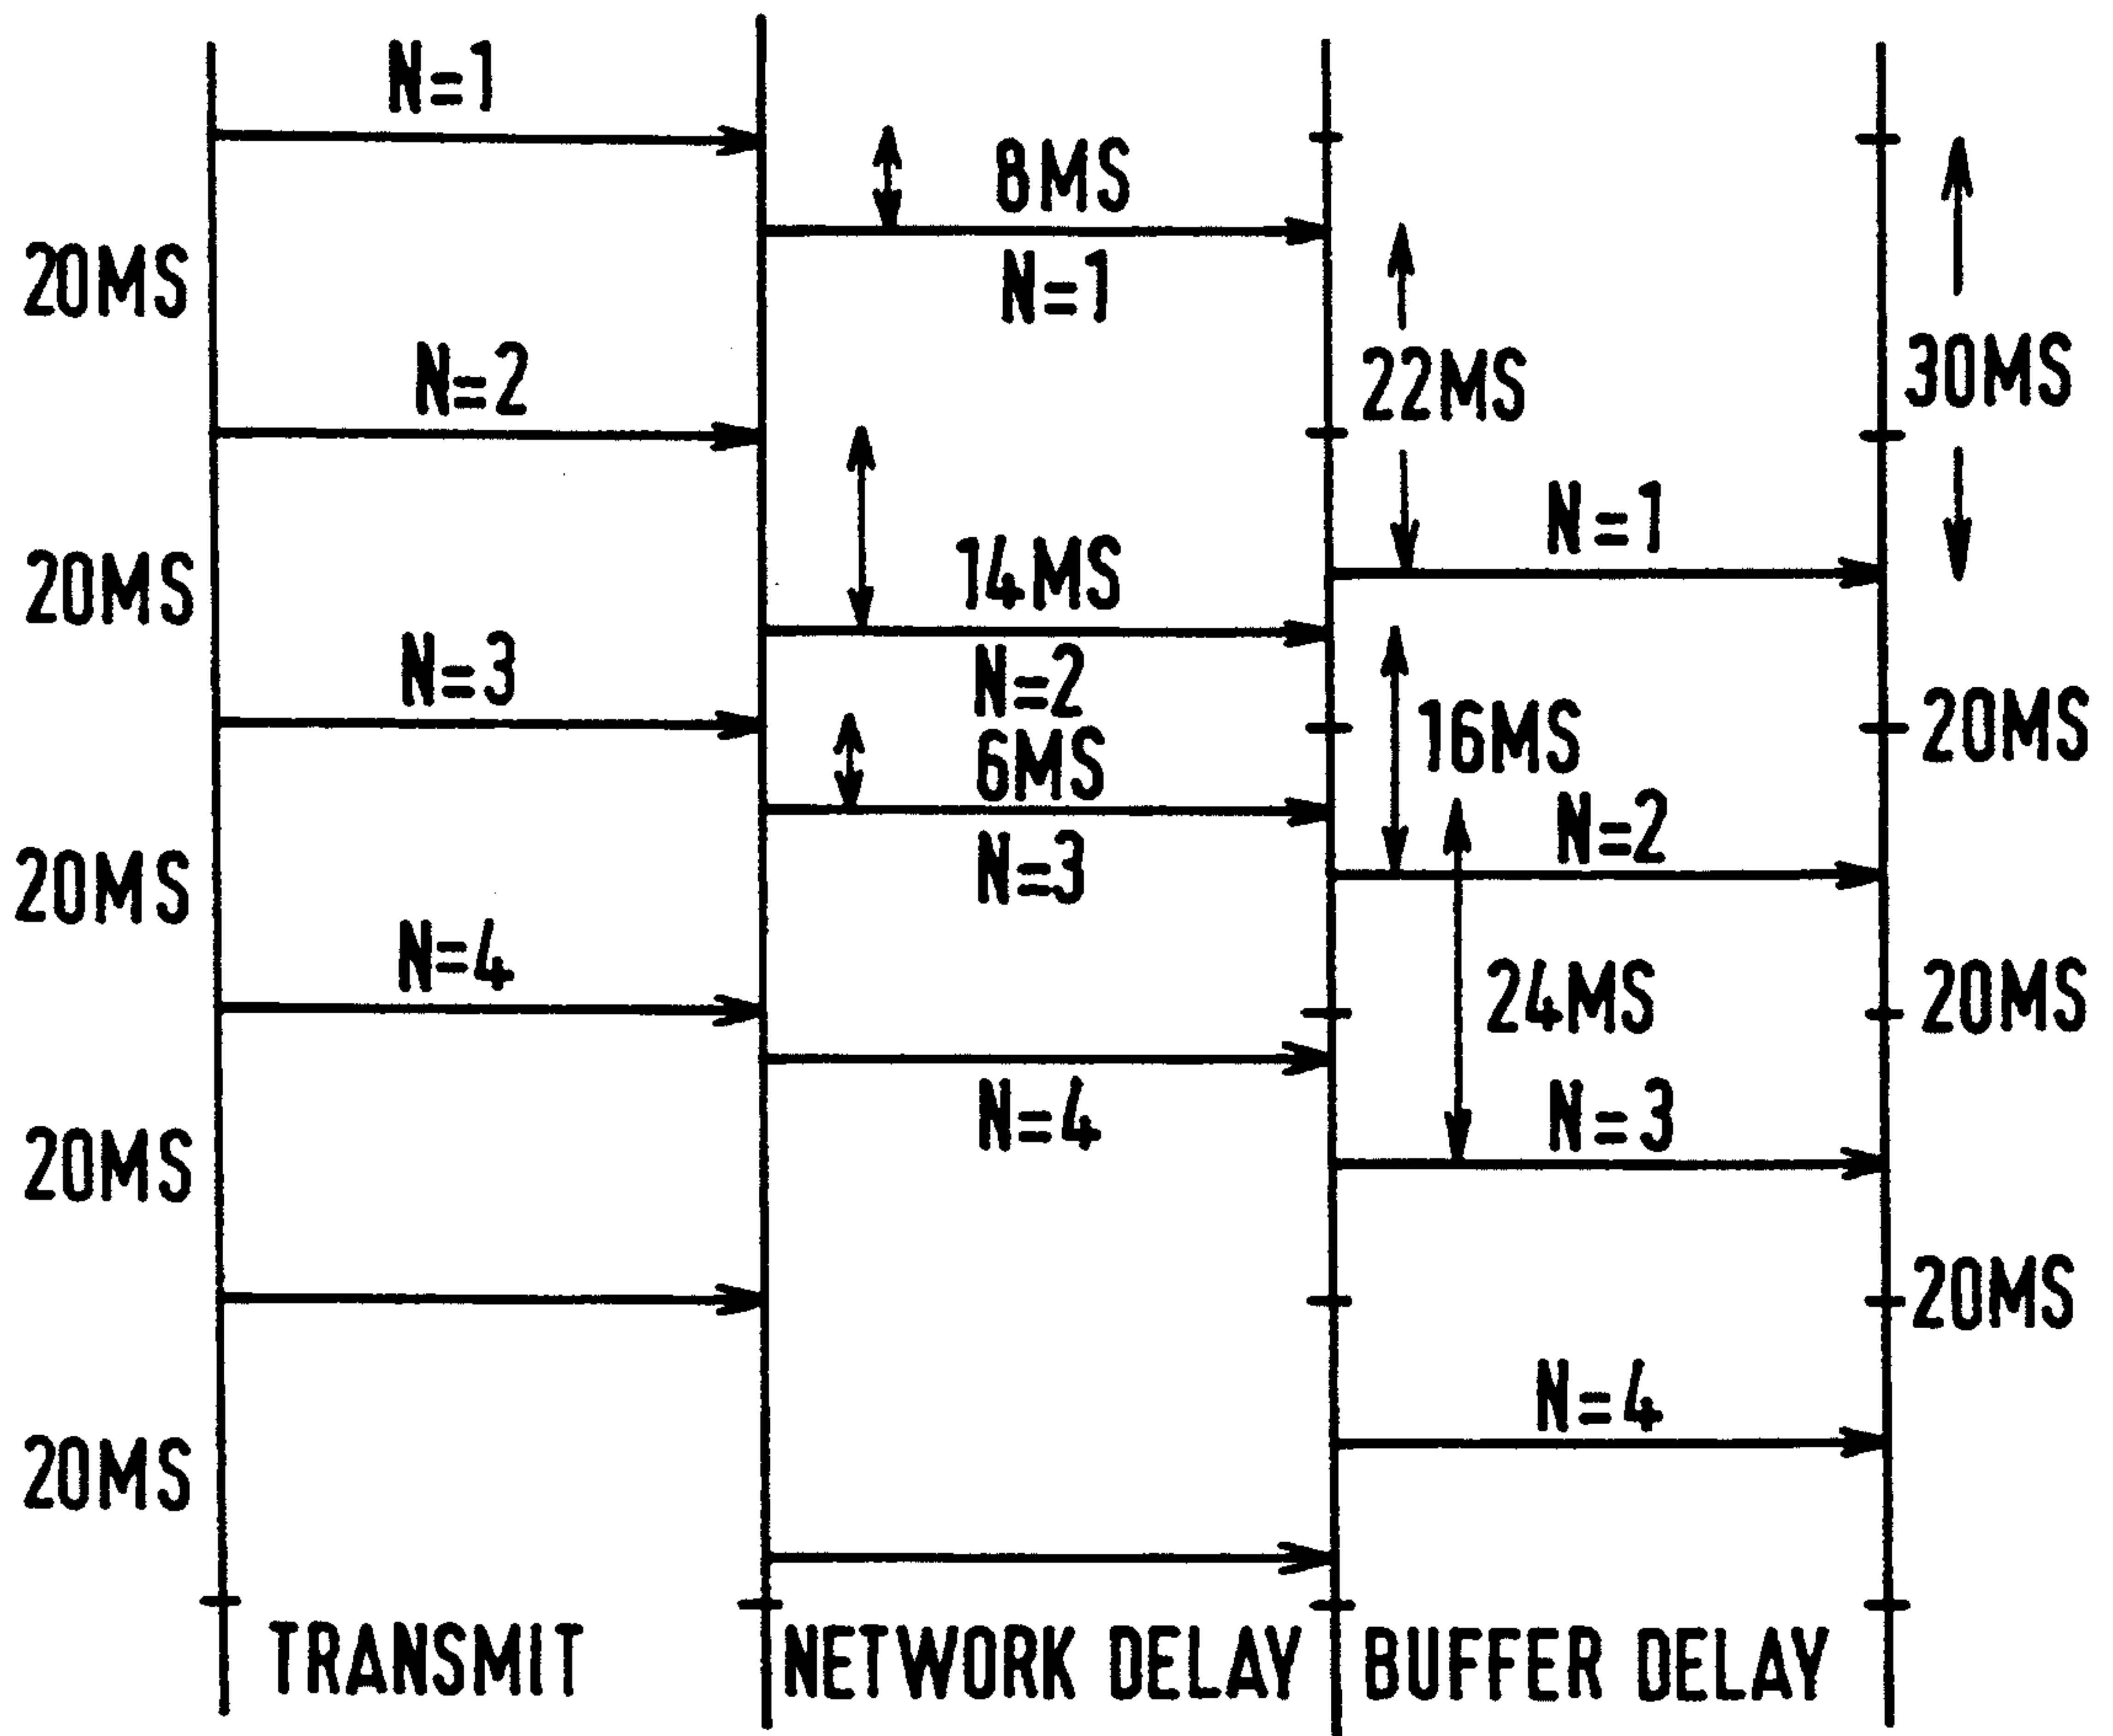 N=1
8MS
20MS
N=1
N=2
22MS
30MS
N=1
20MS
14MS
N=3
N=2
16MS
20MS
6MS
N=2
20MS
N=3
N=4
24MS
20MS
N=4
N=3
20MS
20MS
N=4
20MS
TRANSMIT
NETWORK DELAY
BUFFER DELAY